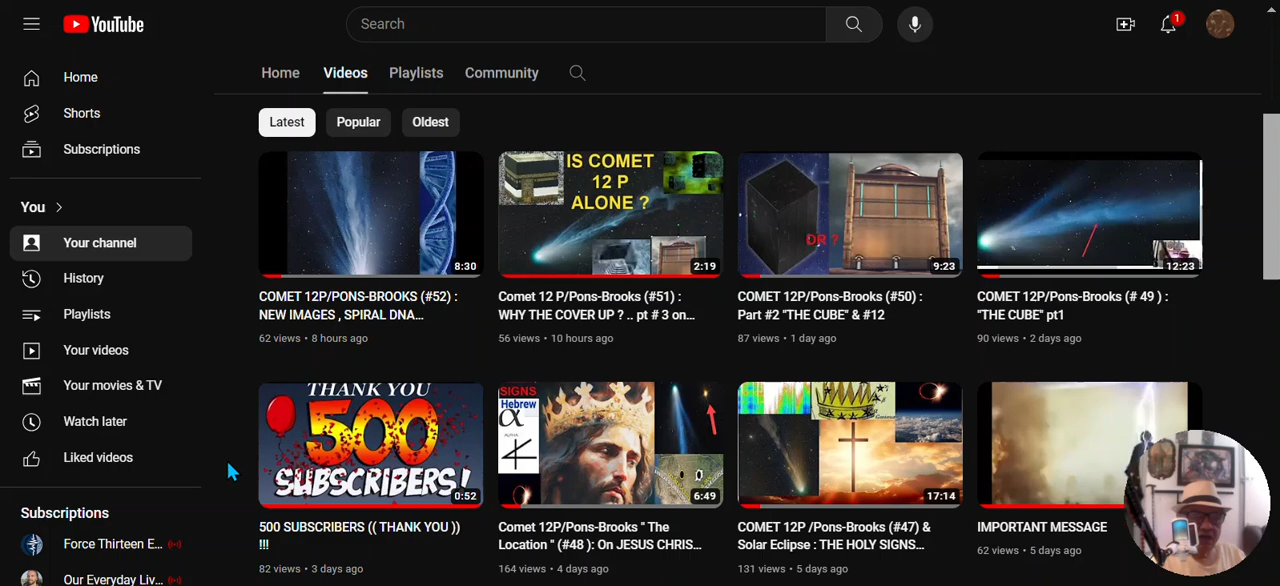 YouTube
Search
1
Home
Videos
Playlists
Community
Home
Shorts
Subscriptions
You
Your channel
History
Playlists
Your videos
Your movies & TV
Watch later
Liked videos
Subscriptions
Force Thirteen E...
Our Everyday Liv...
Latest
Popular
Oldest
8:30
COMET 12P/PONS-BROOKS (#52) :
NEW IMAGES , SPIRAL DNA...
62 views • 8 hours ago
IS COMET
12 P
ALONE ?
2:19
Comet 12 P/Pons-Brooks (#51) :
WHY THE COVER UP ? .. pt # 3 on...
56 views • 10 hours ago
OR ?
9:23
COMET 12P/Pons-Brooks (#50) :
Part #2 "THE CUBE" & #12
87 views • 1 day ago
12:23
COMET 12P/Pons-Brooks (# 49 ) :
"THE CUBE" pt1
90 views • 2 days ago
THANK YOU
500
SUBSCRIBERS!
0:52
500 SUBSCRIBERS (( THANK YOU ))
!!!
82 views • 3 days ago
SIGNS
Hebrew
α
6:49
Comet 12P/Pons-Brooks " The
Location " (#48 ): On JESUS CHRIS...
164 views • 4 days ago
17:14
COMET 12P /Pons-Brooks (#47) &
Solar Eclipse : THE HOLY SIGNS...
131 views • 5 days ago
IMPORTANT MESSAGE
62 views • 5 days ago